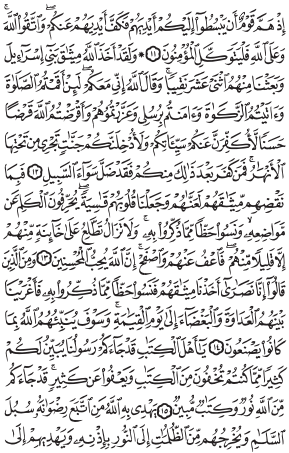 إِذْ هَمَّ قَوْمٌ أَن يَبْسُطُوٓا۟ إِلَيْكُمْ أَيْدِيَهُمْ فَكَفَّ أَيْدِيَهُمْ عَنكُمْ ۖ وَٱتَّقُوا۟ ٱللَّهَ ۚ
وَعَلَى ٱللَّهِ فَلْيَتَوَكَّلِ ٱلْمُؤْمِنُونَ ١١ ۞ وَلَقَدْ أَخَذَ ٱللَّهُ مِيثَـٰقَ بَنِىٓ إِسْرَٰٓءِيلَ
وَبَعَثْنَا مِنْهُمُ ٱثْنَىْ عَشَرَ نَقِيبًا ۖ وَقَالَ ٱللَّهُ إِنِّى مَعَكُمْ ۖ لَئِنْ أَقَمْتُمُ ٱلصَّلَوٰةَ
وَءَاتَيْتُمُ ٱلزَّكَوٰةَ وَءَامَنتُم بِرُسُلِى وَعَزَّرْتُمُوهُمْ وَأَقْرَضْتُمُ ٱللَّهَ قَرْضًا
حَسَنًا لَّأُكَفِّرَنَّ عَنكُمْ سَيِّـَٔاتِكُمْ وَلَأُدْخِلَنَّكُمْ جَنَّـٰتٍ تَجْرِى مِن تَحْتِهَا
ٱلْأَنْهَـٰرُ ۚ فَمَن كَفَرَ بَعْدَ ذَٰلِكَ مِنكُمْ فَقَدْ ضَلَّ سَوَآءَ ٱلسَّبِيلِ ١٢ فَبِمَا
نَقْضِهِم مِّيثَـٰقَهُمْ لَعَنَّـٰهُمْ وَجَعَلْنَا قُلُوبَهُمْ قَـٰسِيَةً ۖ يُحَرِّفُونَ ٱلْكَلِمَ عَن
مَّوَاضِعِهِۦ ۙ وَنَسُوا۟ حَظًّا مِّمَّا ذُكِّرُوا۟ بِهِۦ ۚ وَلَا تَزَالُ تَطَّلِعُ عَلَىٰ خَآئِنَةٍ مِّنْهُمْ
إِلَّا قَلِيلًا مِّنْهُمْ ۖ فَٱعْفُ عَنْهُمْ وَٱصْفَحْ ۚ إِنَّ ٱللَّهَ يُحِبُّ ٱلْمُحْسِنِينَ ١٣ وَمِنَ ٱلَّذِينَ
قَالُوٓا۟ إِنَّا نَصَـٰرَىٰٓ أَخَذْنَا مِيثَـٰقَهُمْ فَنَسُوا۟ حَظًّا مِّمَّا ذُكِّرُوا۟ بِهِۦ فَأَغْرَيْنَا
بَيْنَهُمُ ٱلْعَدَاوَةَ وَٱلْبَغْضَآءَ إِلَىٰ يَوْمِ ٱلْقِيَـٰمَةِ ۚ وَسَوْفَ يُنَبِّئُهُمُ ٱللَّهُ بِمَا
كَانُوا۟ يَصْنَعُونَ ١٤ يَـٰٓأَهْلَ ٱلْكِتَـٰبِ قَدْ جَآءَكُمْ رَسُولُنَا يُبَيِّنُ لَكُمْ
كَثِيرًا مِّمَّا كُنتُمْ تُخْفُونَ مِنَ ٱلْكِتَـٰبِ وَيَعْفُوا۟ عَن كَثِيرٍ ۚ قَدْ جَآءَكُم
مِّنَ ٱللَّهِ نُورٌ وَكِتَـٰبٌ مُّبِينٌ ١٥ يَهْدِى بِهِ ٱللَّهُ مَنِ ٱتَّبَعَ رِضْوَٰنَهُۥ سُبُلَ
ٱلسَّلَـٰمِ وَيُخْرِجُهُم مِّنَ ٱلظُّلُمَـٰتِ إِلَى ٱلنُّورِ بِإِذْنِهِۦ وَيَهْدِيهِمْ إِلَىٰ